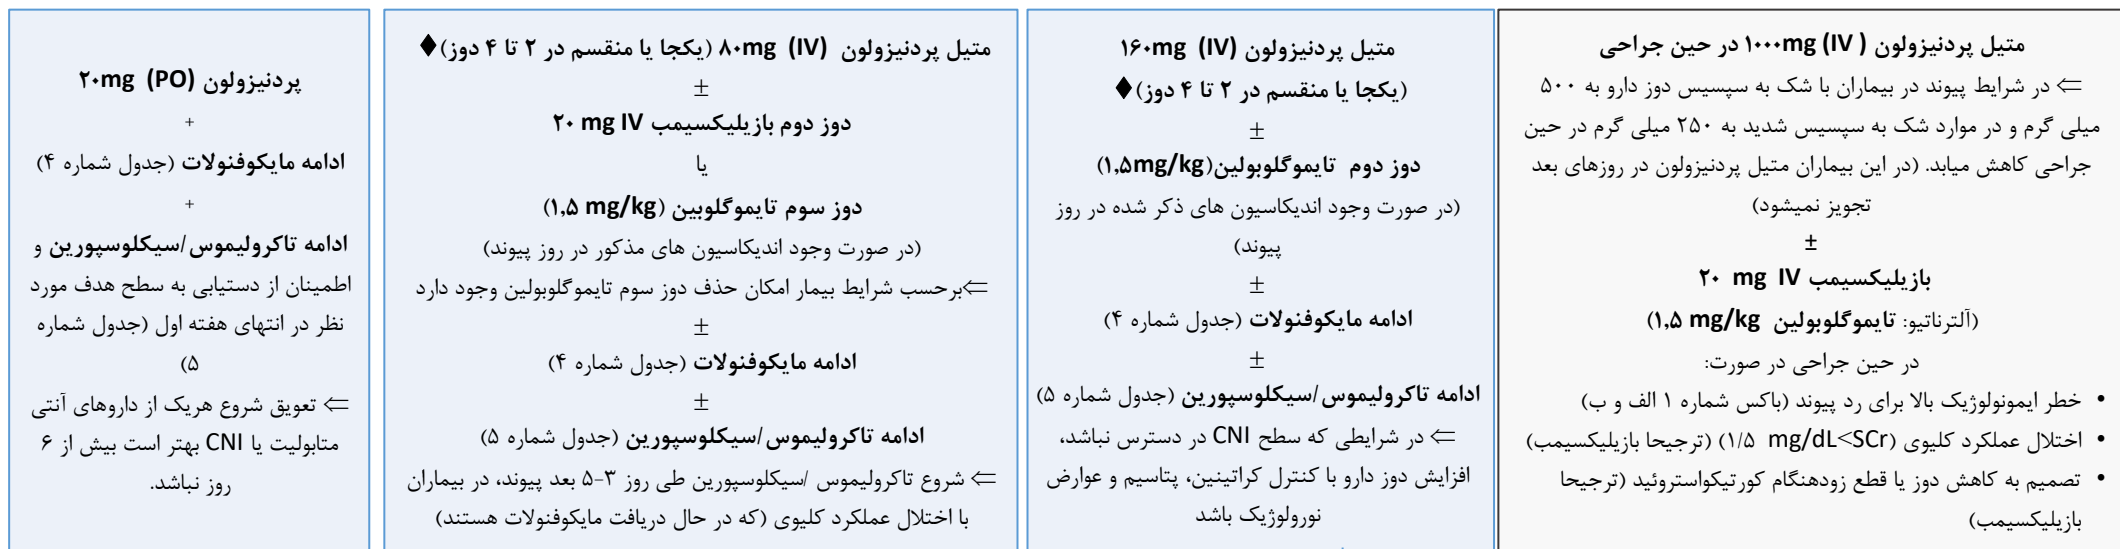 متیل پردنیزولون ( IV) ۱۰۰۰mg در حین جراحی
⇐ در شرایط پیوند در بیماران با شک به سپسیس دوز دارو به ۵۰۰
میلی گرم و در موارد شک به سپسیس شدید به ۲۵۰ میلی گرم در حین
جراحی کاهش میابد. (در این بیماران متیل پردنیزولون در روزهای بعد
تجویز نمیشود)
±
بازیلیکسیمب ۲۰ mg IV
(آلترناتیو: تایموگلوبولین ۱,۵ mg/kg)
در حین جراحی در صورت:
• خطر ایمونولوژیک بالا برای رد پیوند (باکس شماره ۱ الف و ب)
• اختلال عملکرد کلیوی (۱/۵ mg/dL<SCr) (ترجیحا بازیلیکسیمب)
• تصمیم به کاهش دوز یا قطع زودهنگام کورتیکواستروئید (ترجیحا
بازیلیکسیمب)
متیل پردنیزولون (IV) ۱۶۰mg
(یکجا یا منقسم در ۲ تا ۴ دوز)♦
±
دوز دوم تایموگلوبولین(۱,۵mg/kg)
(در صورت وجود اندیکاسیون های ذکر شده در روز
پیوند)
±
ادامه مایکوفنولات (جدول شماره ۴)
±
ادامه تاکرولیموس/سیکلوسپورین (جدول شماره ۵)
⇐ در شرایطی که سطح CNI در دسترس نباشد،
افزایش دوز دارو با کنترل کراتینین، پتاسیم و عوارض
نورولوژیک باشد
متیل پردنیزولون (IV) ۸۰mg (یکجا یا منقسم در ۲ تا ۴ دوز)♦
±
دوز دوم بازیلیکسیمب ۲۰ mg IV
یا
دوز سوم تایموگلوبین (۱,۵ mg/kg)
(در صورت وجود اندیکاسیون های مذکور در روز پیوند)
⇐برحسب شرایط بیمار امکان حذف دوز سوم تایموگلوبولین وجود دارد
±
ادامه مایکوفنولات (جدول شماره ۴)
±
ادامه تاکرولیموس/سیکلوسپورین (جدول شماره ۵)
⇐ شروع تاکرولیموس /سیکلوسپورین طی روز ۳-۵ بعد پیوند، در بیماران
با اختلال عملکرد کلیوی (که در حال دریافت مایکوفنولات هستند)
پردنیزولون (PO) ۲۰mg
+
ادامه مایکوفنولات (جدول شماره ۴)
+
ادامه تاکرولیموس/سیکلوسپورین و
اطمینان از دستیابی به سطح هدف مورد
نظر در انتهای هفته اول (جدول شماره
۵)
⇐ تعویق شروع هریک از داروهای آنتی
متابولیت یا CNI بهتر است بیش از ۶
روز نباشد.